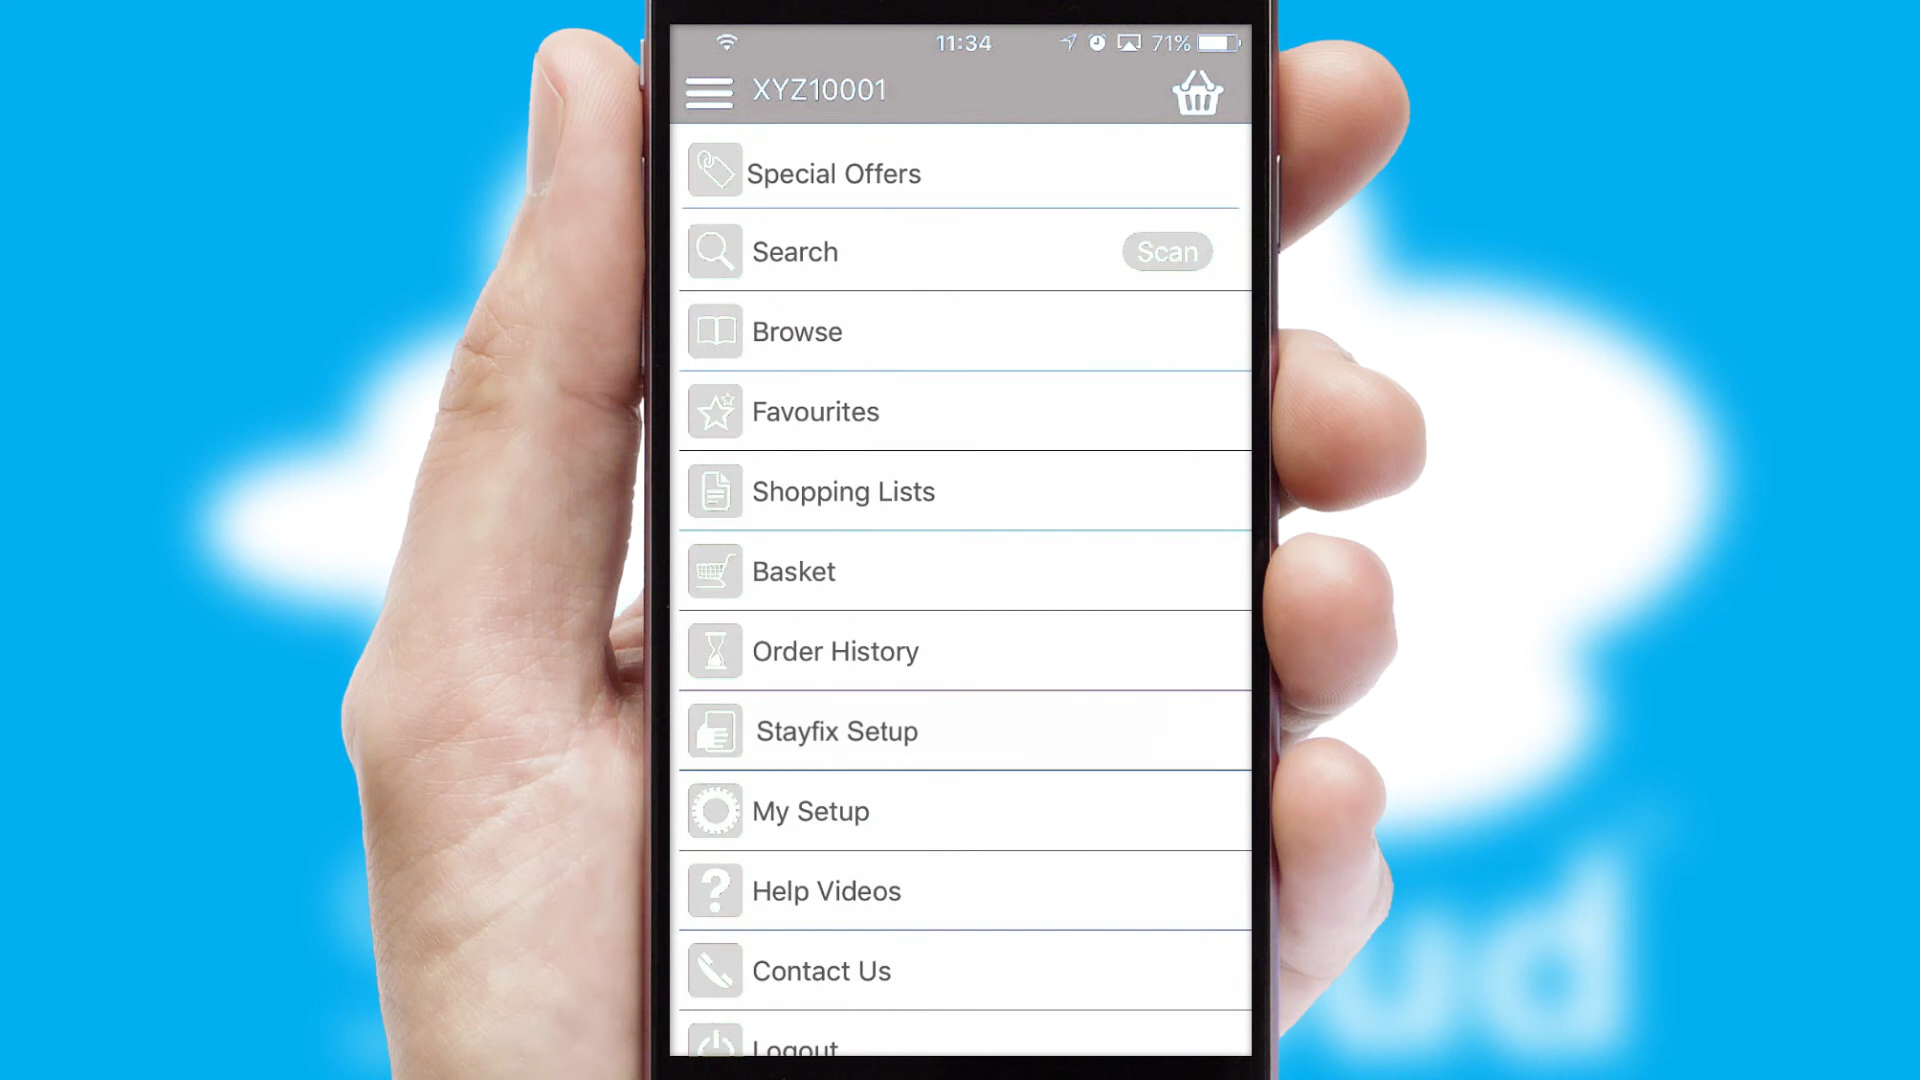 11:34 71%
XYZ10001
Special Offers
Search Scan
Browse
Favourites
Shopping Lists
Basket
Order History
Stayfix Setup
My Setup
Help Videos
Contact Us
Logout
ud